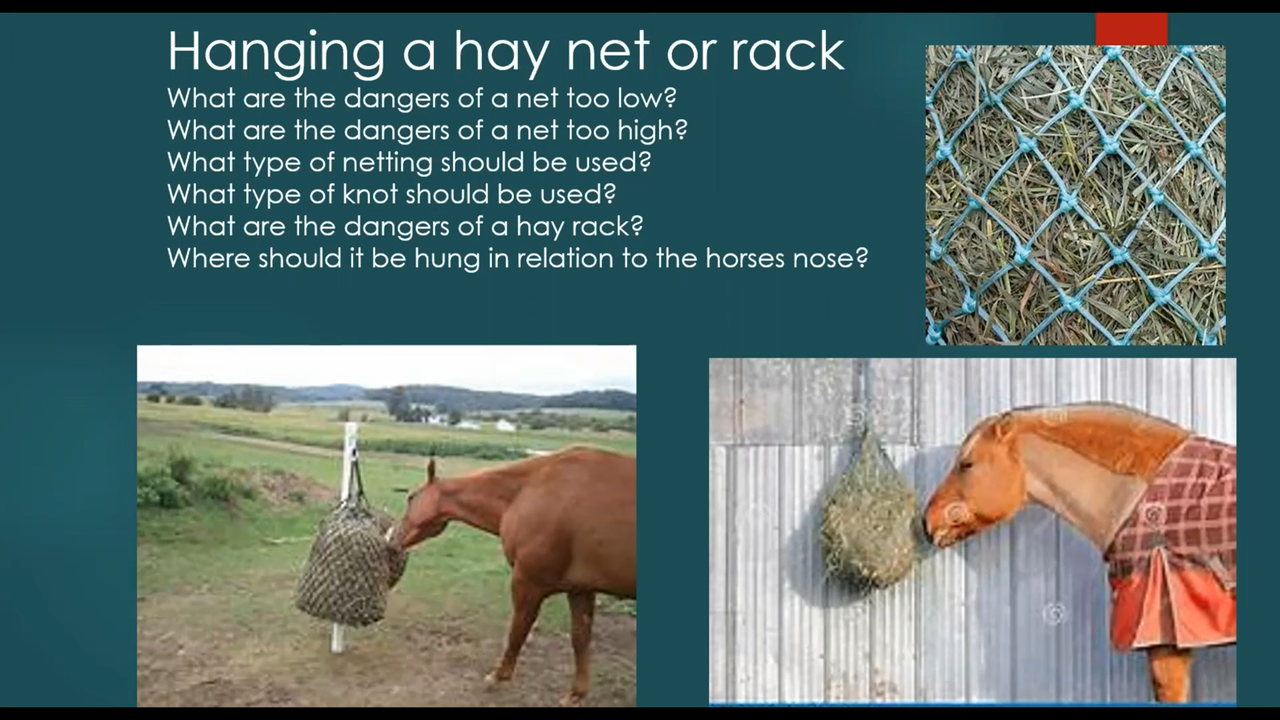 Hanging a hay net or rack
What are the dangers of a net too low?
What are the dangers of a net too high?
What type of netting should be used?
What type of knot should be used?
What are the dangers of a hay rack?
Where should it be hung in relation to the horses nose?